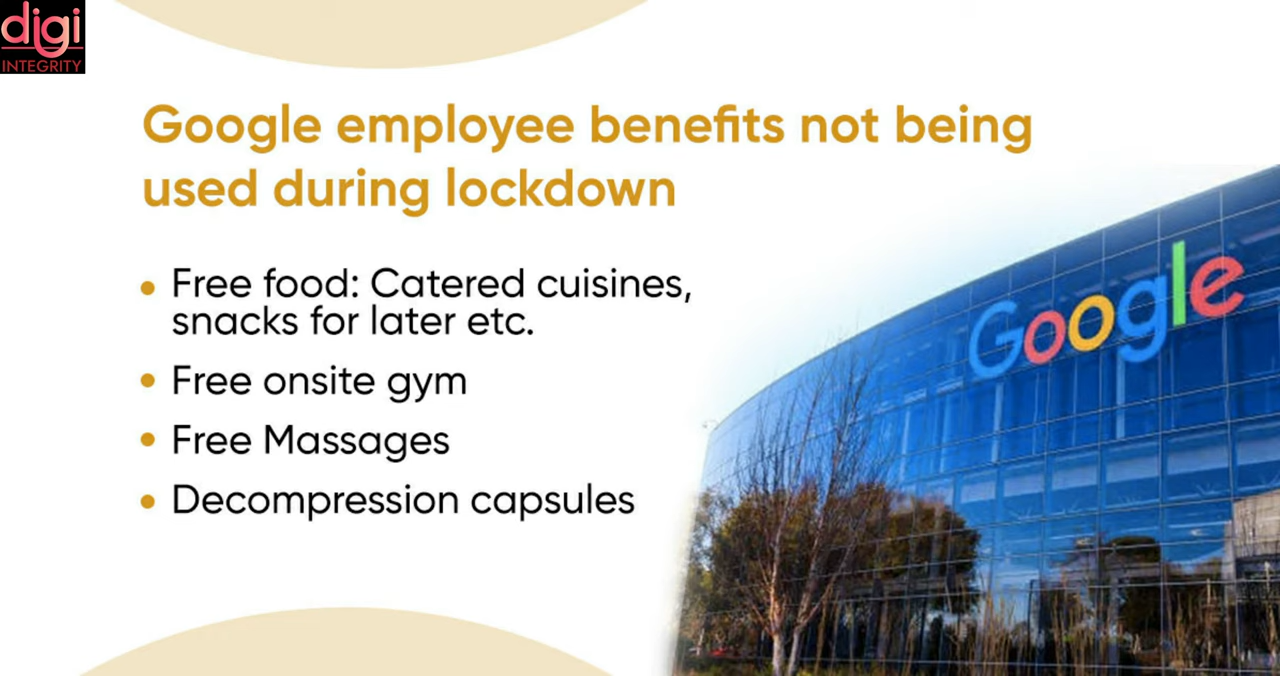 digi
INTEGRITY
Google employee benefits not being
used during lockdown
• Free food: Catered cuisines,
snacks for later etc.
• Free onsite gym
• Free Massages
• Decompression capsules
Google